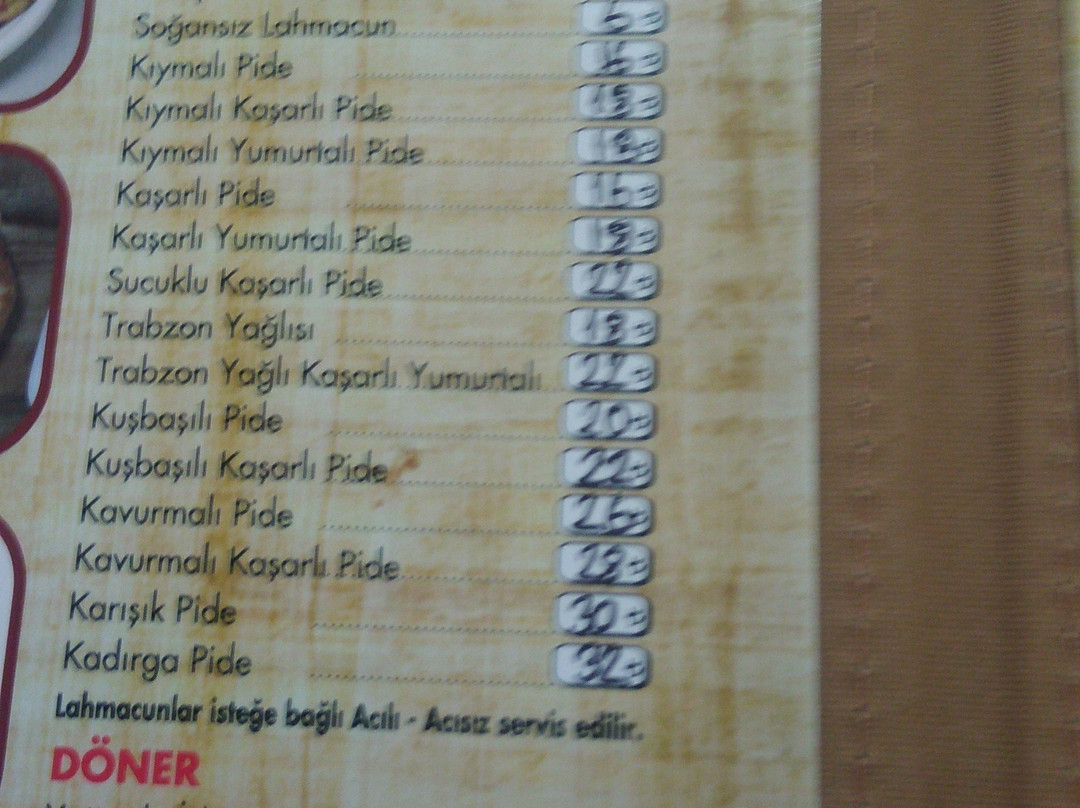 Soğansız Lahmacun
Kıymalı Pide
Kıymalı Kaşarlı Pide
Kıymalı Yumurtalı Pide
Kaşarlı Pide
Kaşarlı Yumurtalı Pide
Sucuklu Kaşarlı Pide 22
Trabzon Yağlısı
Trabzon Yağlı Kaşarlı Yumurtalı 22
Kuşbaşılı Pide 20
Kuşbaşılı Kaşarlı Pide 22
Kavurmalı Pide
Kavurmalı Kaşarlı Pide
Karışık Pide 30
Kadırga Pide 32
Lahmacunlar isteğe bağlı Acılı - Acısız servis edilir.
DÖNER